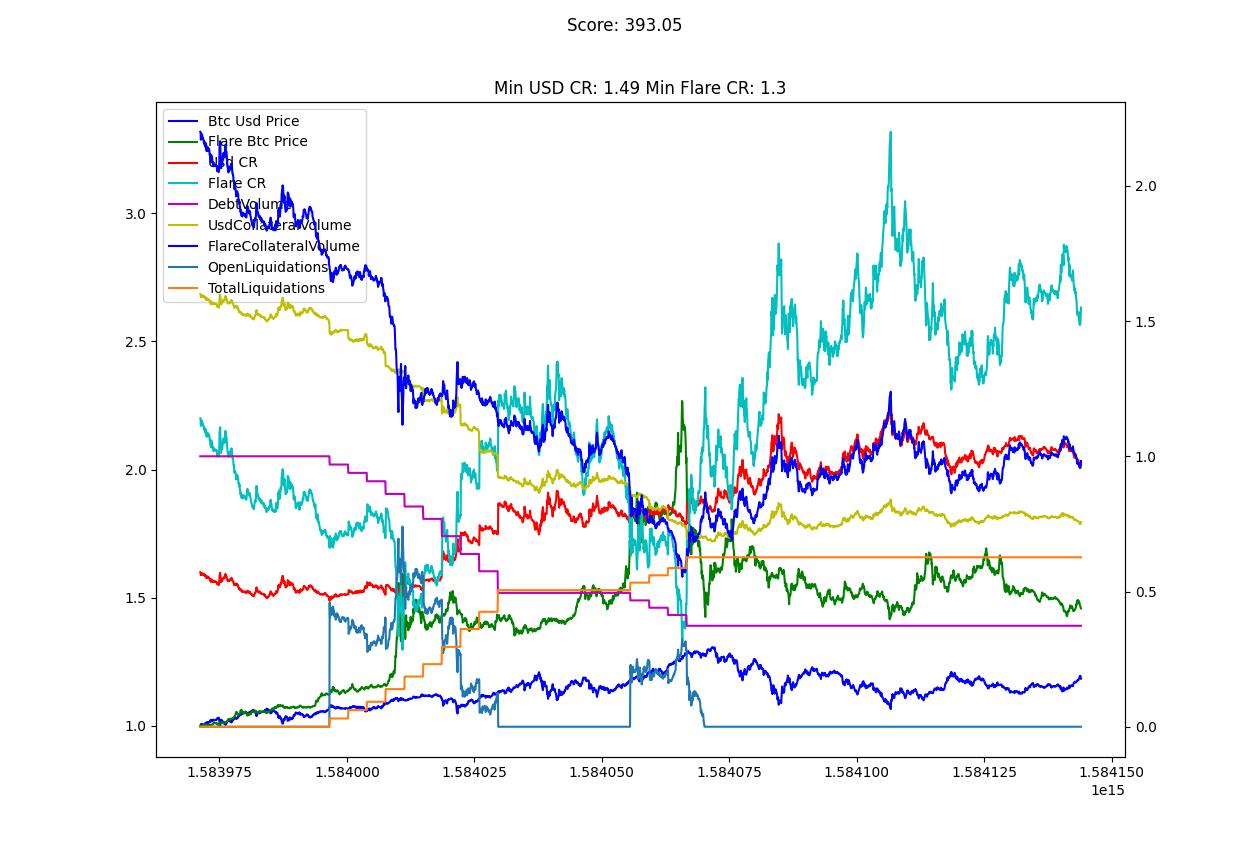 Score: 393.05
Min USD CR: 1.49 Min Flare CR: 1.3
Btc Usd Price
Flare Btc Price
Usd CR
Flare CR
DebtVolume
UsdCollateralVolume
FlareCollateralVolume
OpenLiquidations
TotalLiquidations
3.0
2.5
2.0
1.5
1.0
2.0
1.5
1.0
0.5
0.0
1.583975 1.584000 1.584025 1.584050 1.584075 1.584100 1.584125 1.584150
1e15